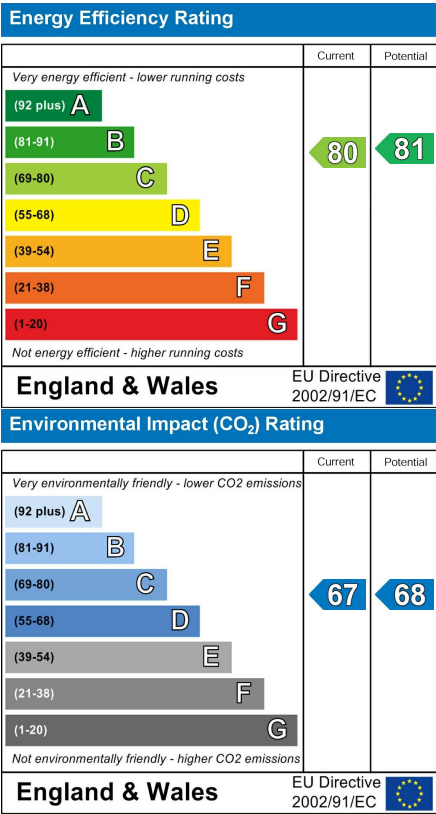 Energy Efficiency Rating
Current Potential
Very energy efficient - lower running costs
(92 plus) A
(81-91) B
(69-80) C
(55-68) D
(39-54) E
(21-38) F
(1-20) G
80 81
Not energy efficient - higher running costs
England & Wales
EU Directive
2002/91/EC
Environmental Impact (CO₂) Rating
Current Potential
Very environmentally friendly - lower CO2 emissions
(92 plus) A
(81-91) B
(69-80) C
(55-68) D
(39-54) E
(21-38) F
(1-20) G
67 68
Not environmentally friendly - higher CO2 emissions
England & Wales
EU Directive
2002/91/EC